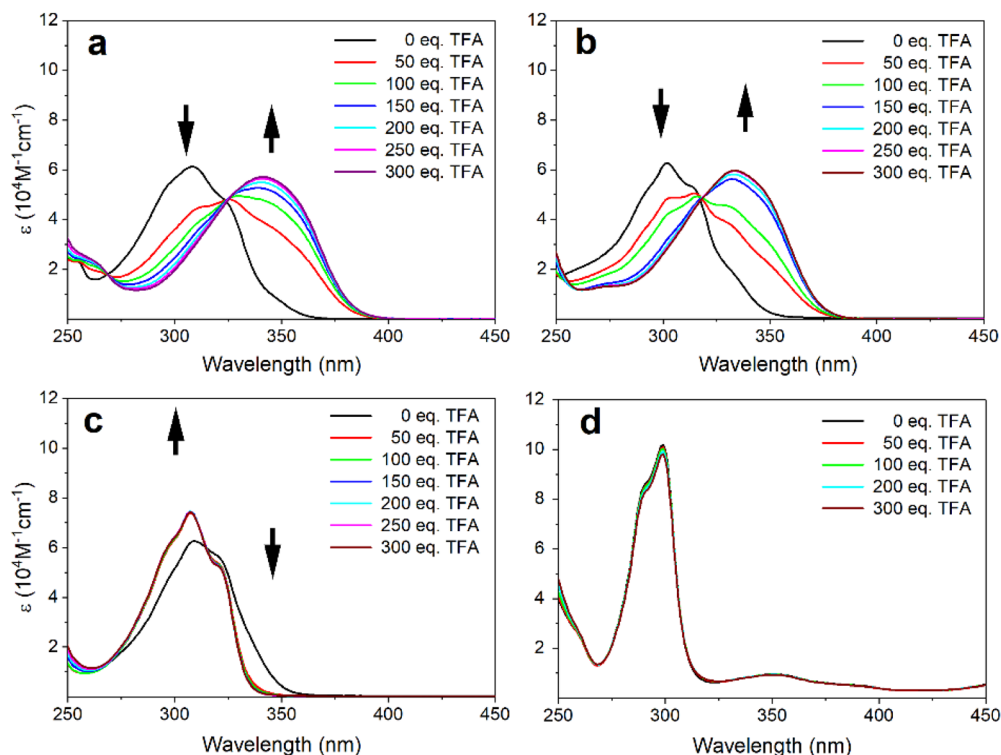 a
12
10
8
6
4
2
ε (10⁴M⁻¹cm⁻¹)
0 eq. TFA
50 eq. TFA
100 eq. TFA
150 eq. TFA
200 eq. TFA
250 eq. TFA
300 eq. TFA
250 300 350 400 450
Wavelength (nm)
b
12
10
8
6
4
2
0 eq. TFA
50 eq. TFA
100 eq. TFA
150 eq. TFA
200 eq. TFA
250 eq. TFA
300 eq. TFA
250 300 350 400 450
Wavelength (nm)
c
12
10
8
6
4
2
ε (10⁴M⁻¹cm⁻¹)
0 eq. TFA
50 eq. TFA
100 eq. TFA
150 eq. TFA
200 eq. TFA
250 eq. TFA
300 eq. TFA
250 300 350 400 450
Wavelength (nm)
d
12
10
8
6
4
2
0 eq. TFA
50 eq. TFA
100 eq. TFA
200 eq. TFA
300 eq. TFA
250 300 350 400 450
Wavelength (nm)